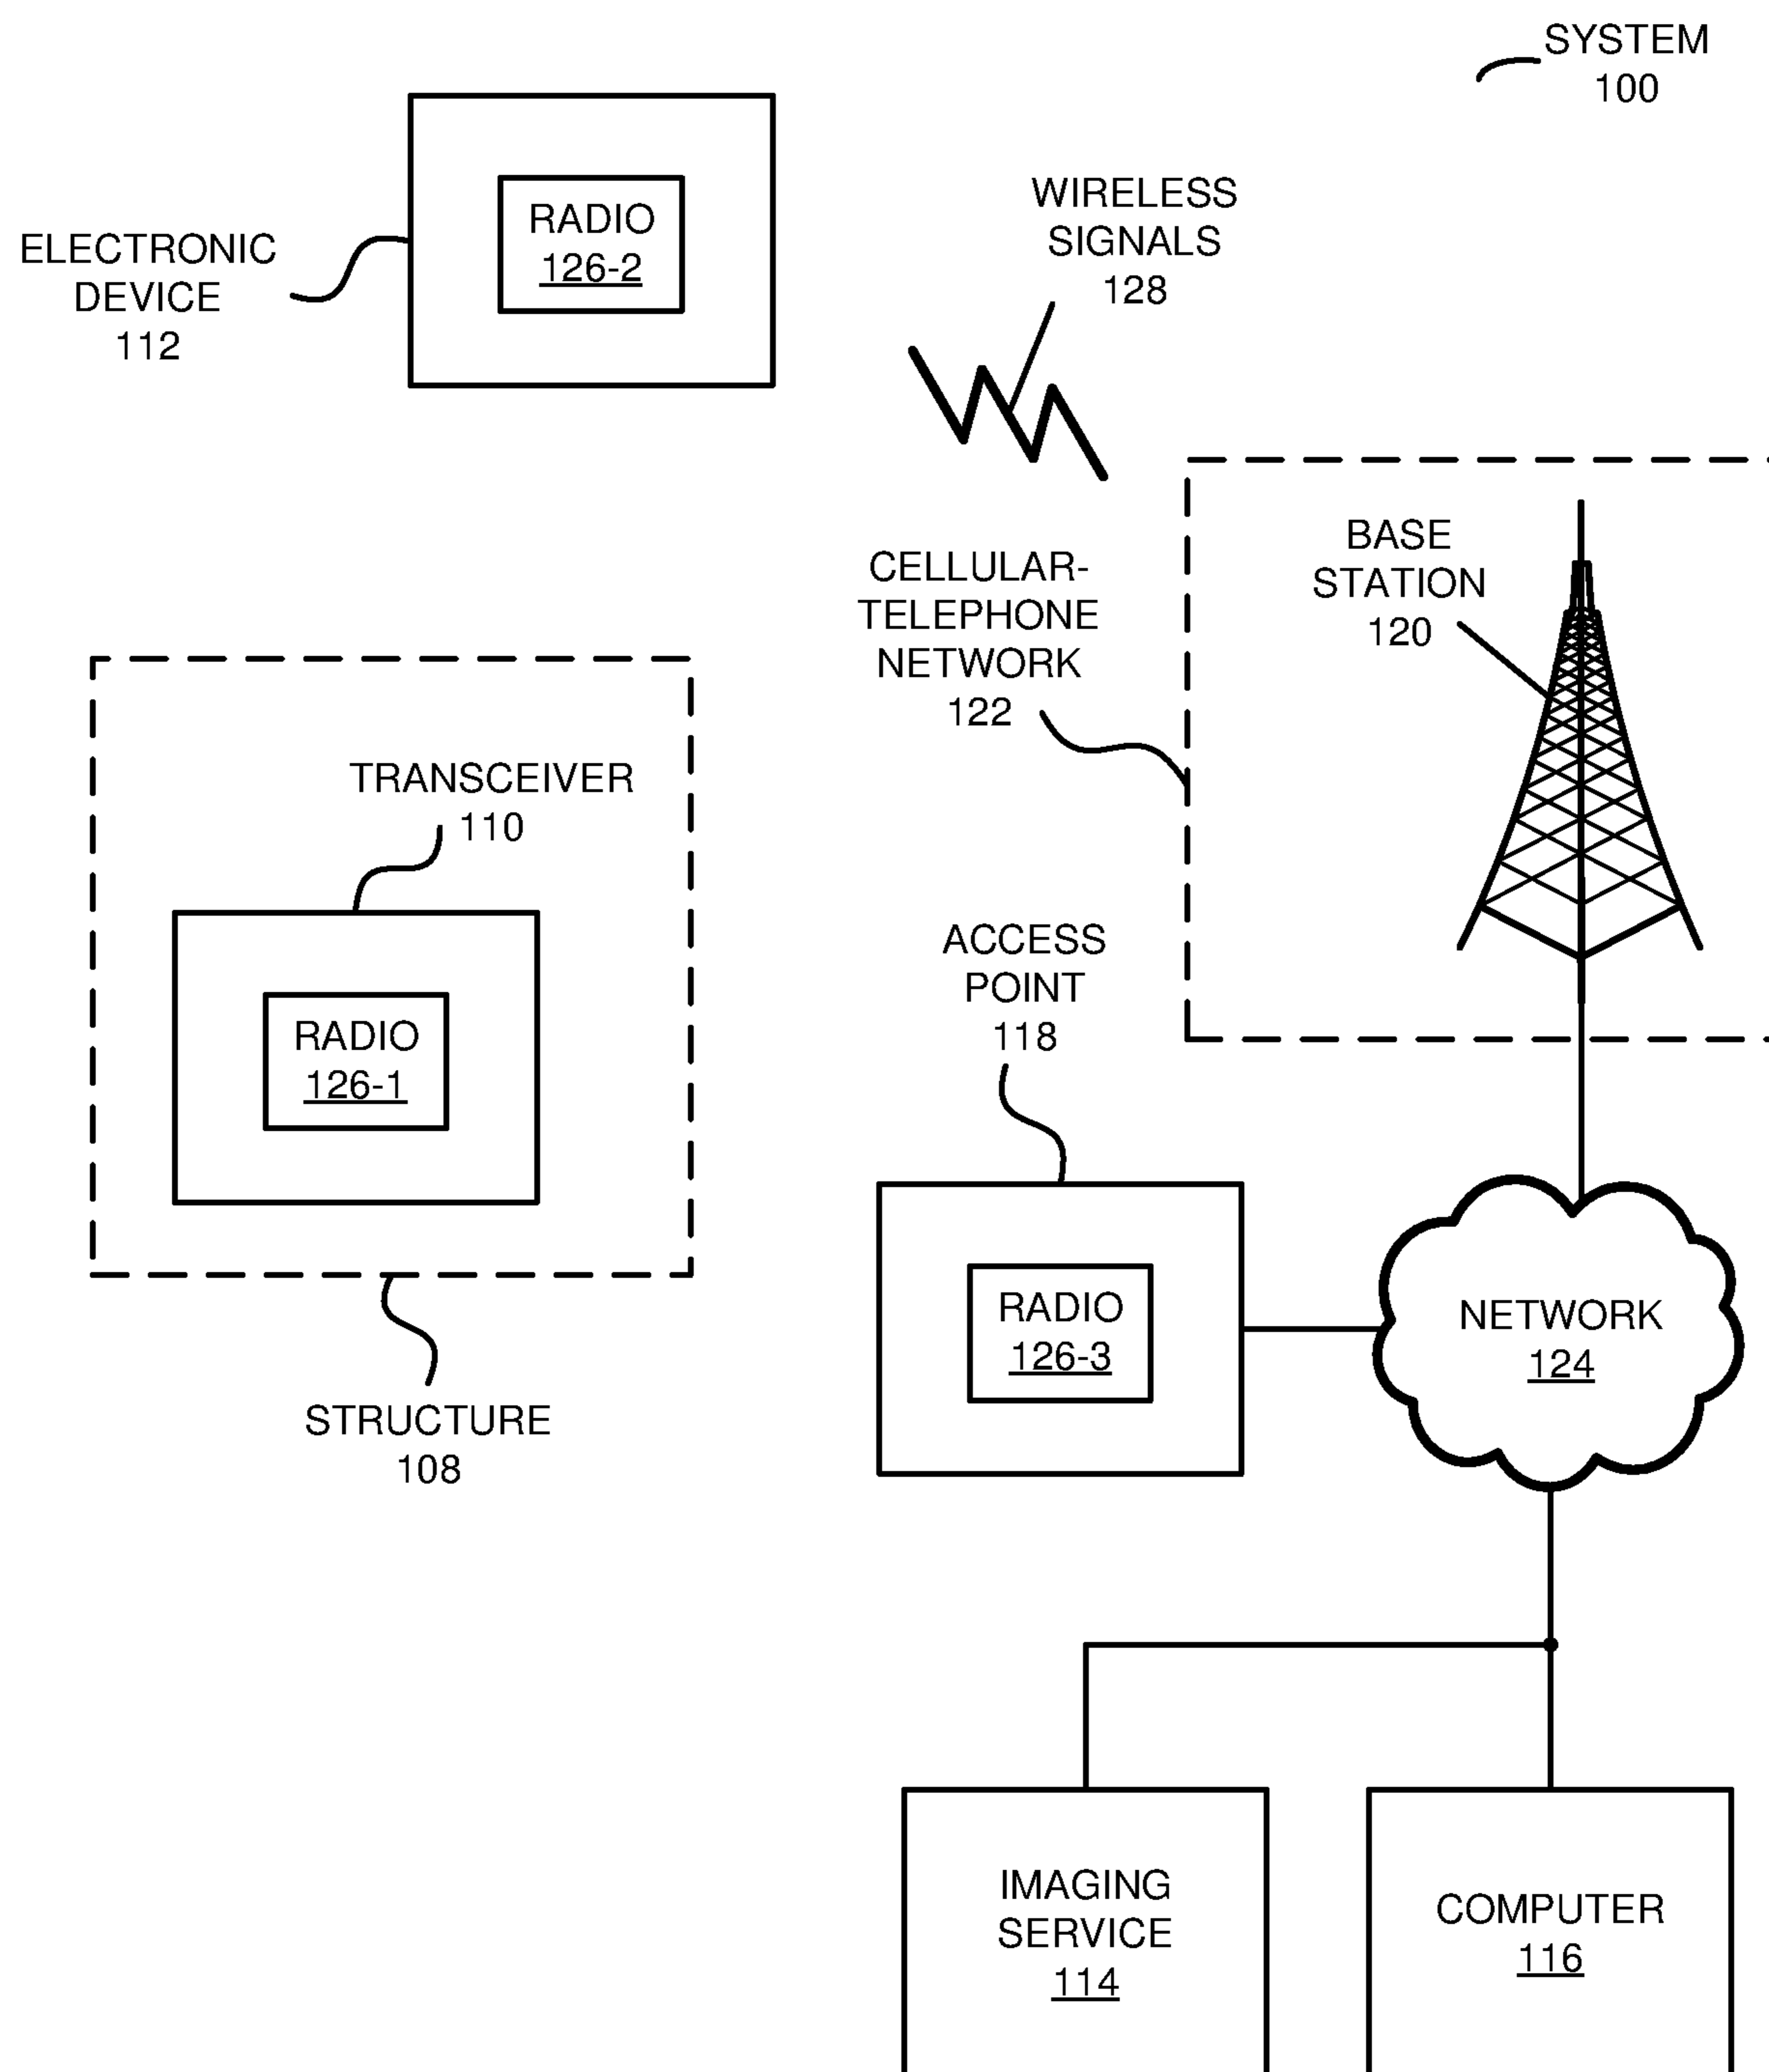 SYSTEM
100
WIRELESS
SIGNALS
128
RADIO
126-2
ELECTRONIC
DEVICE
112
BASE
STATION
120
CELLULAR-
TELEPHONE
NETWORK
122
TRANSCEIVER
110
RADIO
126-1
ACCESS
POINT
118
RADIO
126-3
NETWORK
124
STRUCTURE
108
IMAGING
SERVICE
114
COMPUTER
116